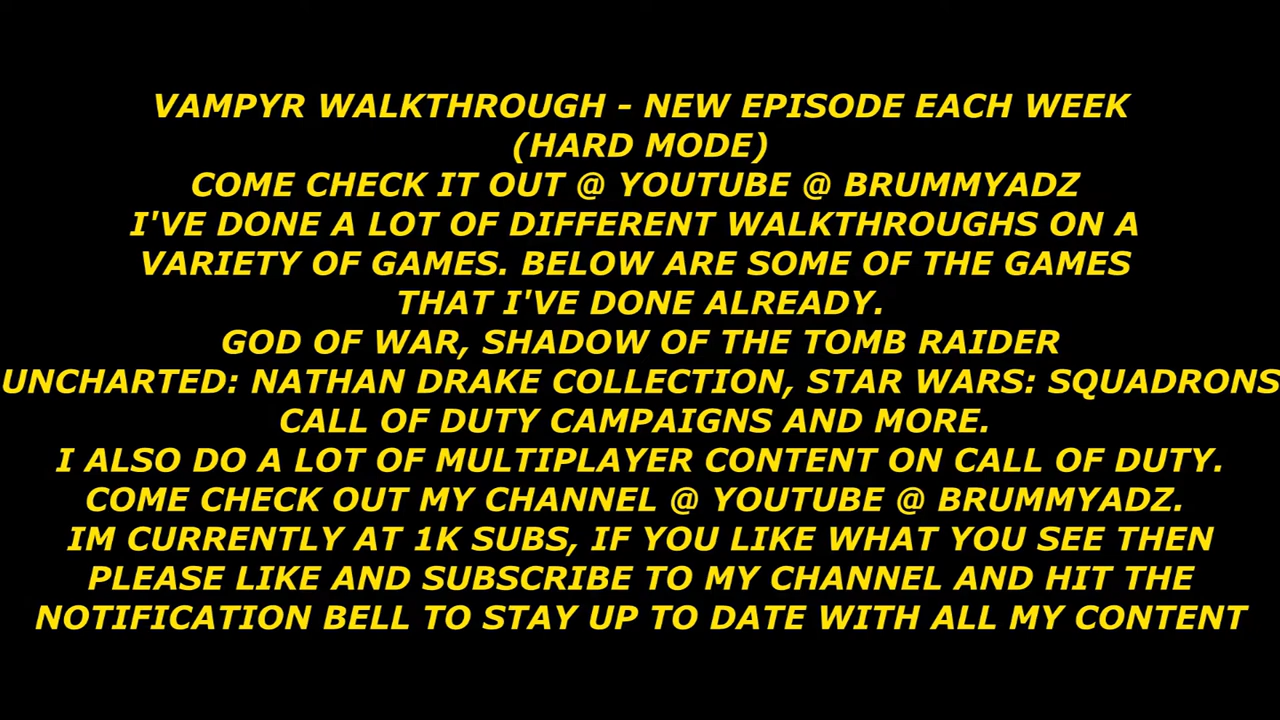 VAMPYR WALKTHROUGH - NEW EPISODE EACH WEEK
(HARD MODE)
COME CHECK IT OUT @ YOUTUBE @ BRUMMYADZ
I'VE DONE A LOT OF DIFFERENT WALKTHROUGHS ON A
VARIETY OF GAMES. BELOW ARE SOME OF THE GAMES
THAT I'VE DONE ALREADY.
GOD OF WAR, SHADOW OF THE TOMB RAIDER
UNCHARTED: NATHAN DRAKE COLLECTION, STAR WARS: SQUADRONS
CALL OF DUTY CAMPAIGNS AND MORE.
I ALSO DO A LOT OF MULTIPLAYER CONTENT ON CALL OF DUTY.
COME CHECK OUT MY CHANNEL @ YOUTUBE @ BRUMMYADZ.
IM CURRENTLY AT 1K SUBS, IF YOU LIKE WHAT YOU SEE THEN
PLEASE LIKE AND SUBSCRIBE TO MY CHANNEL AND HIT THE
NOTIFICATION BELL TO STAY UP TO DATE WITH ALL MY CONTENT